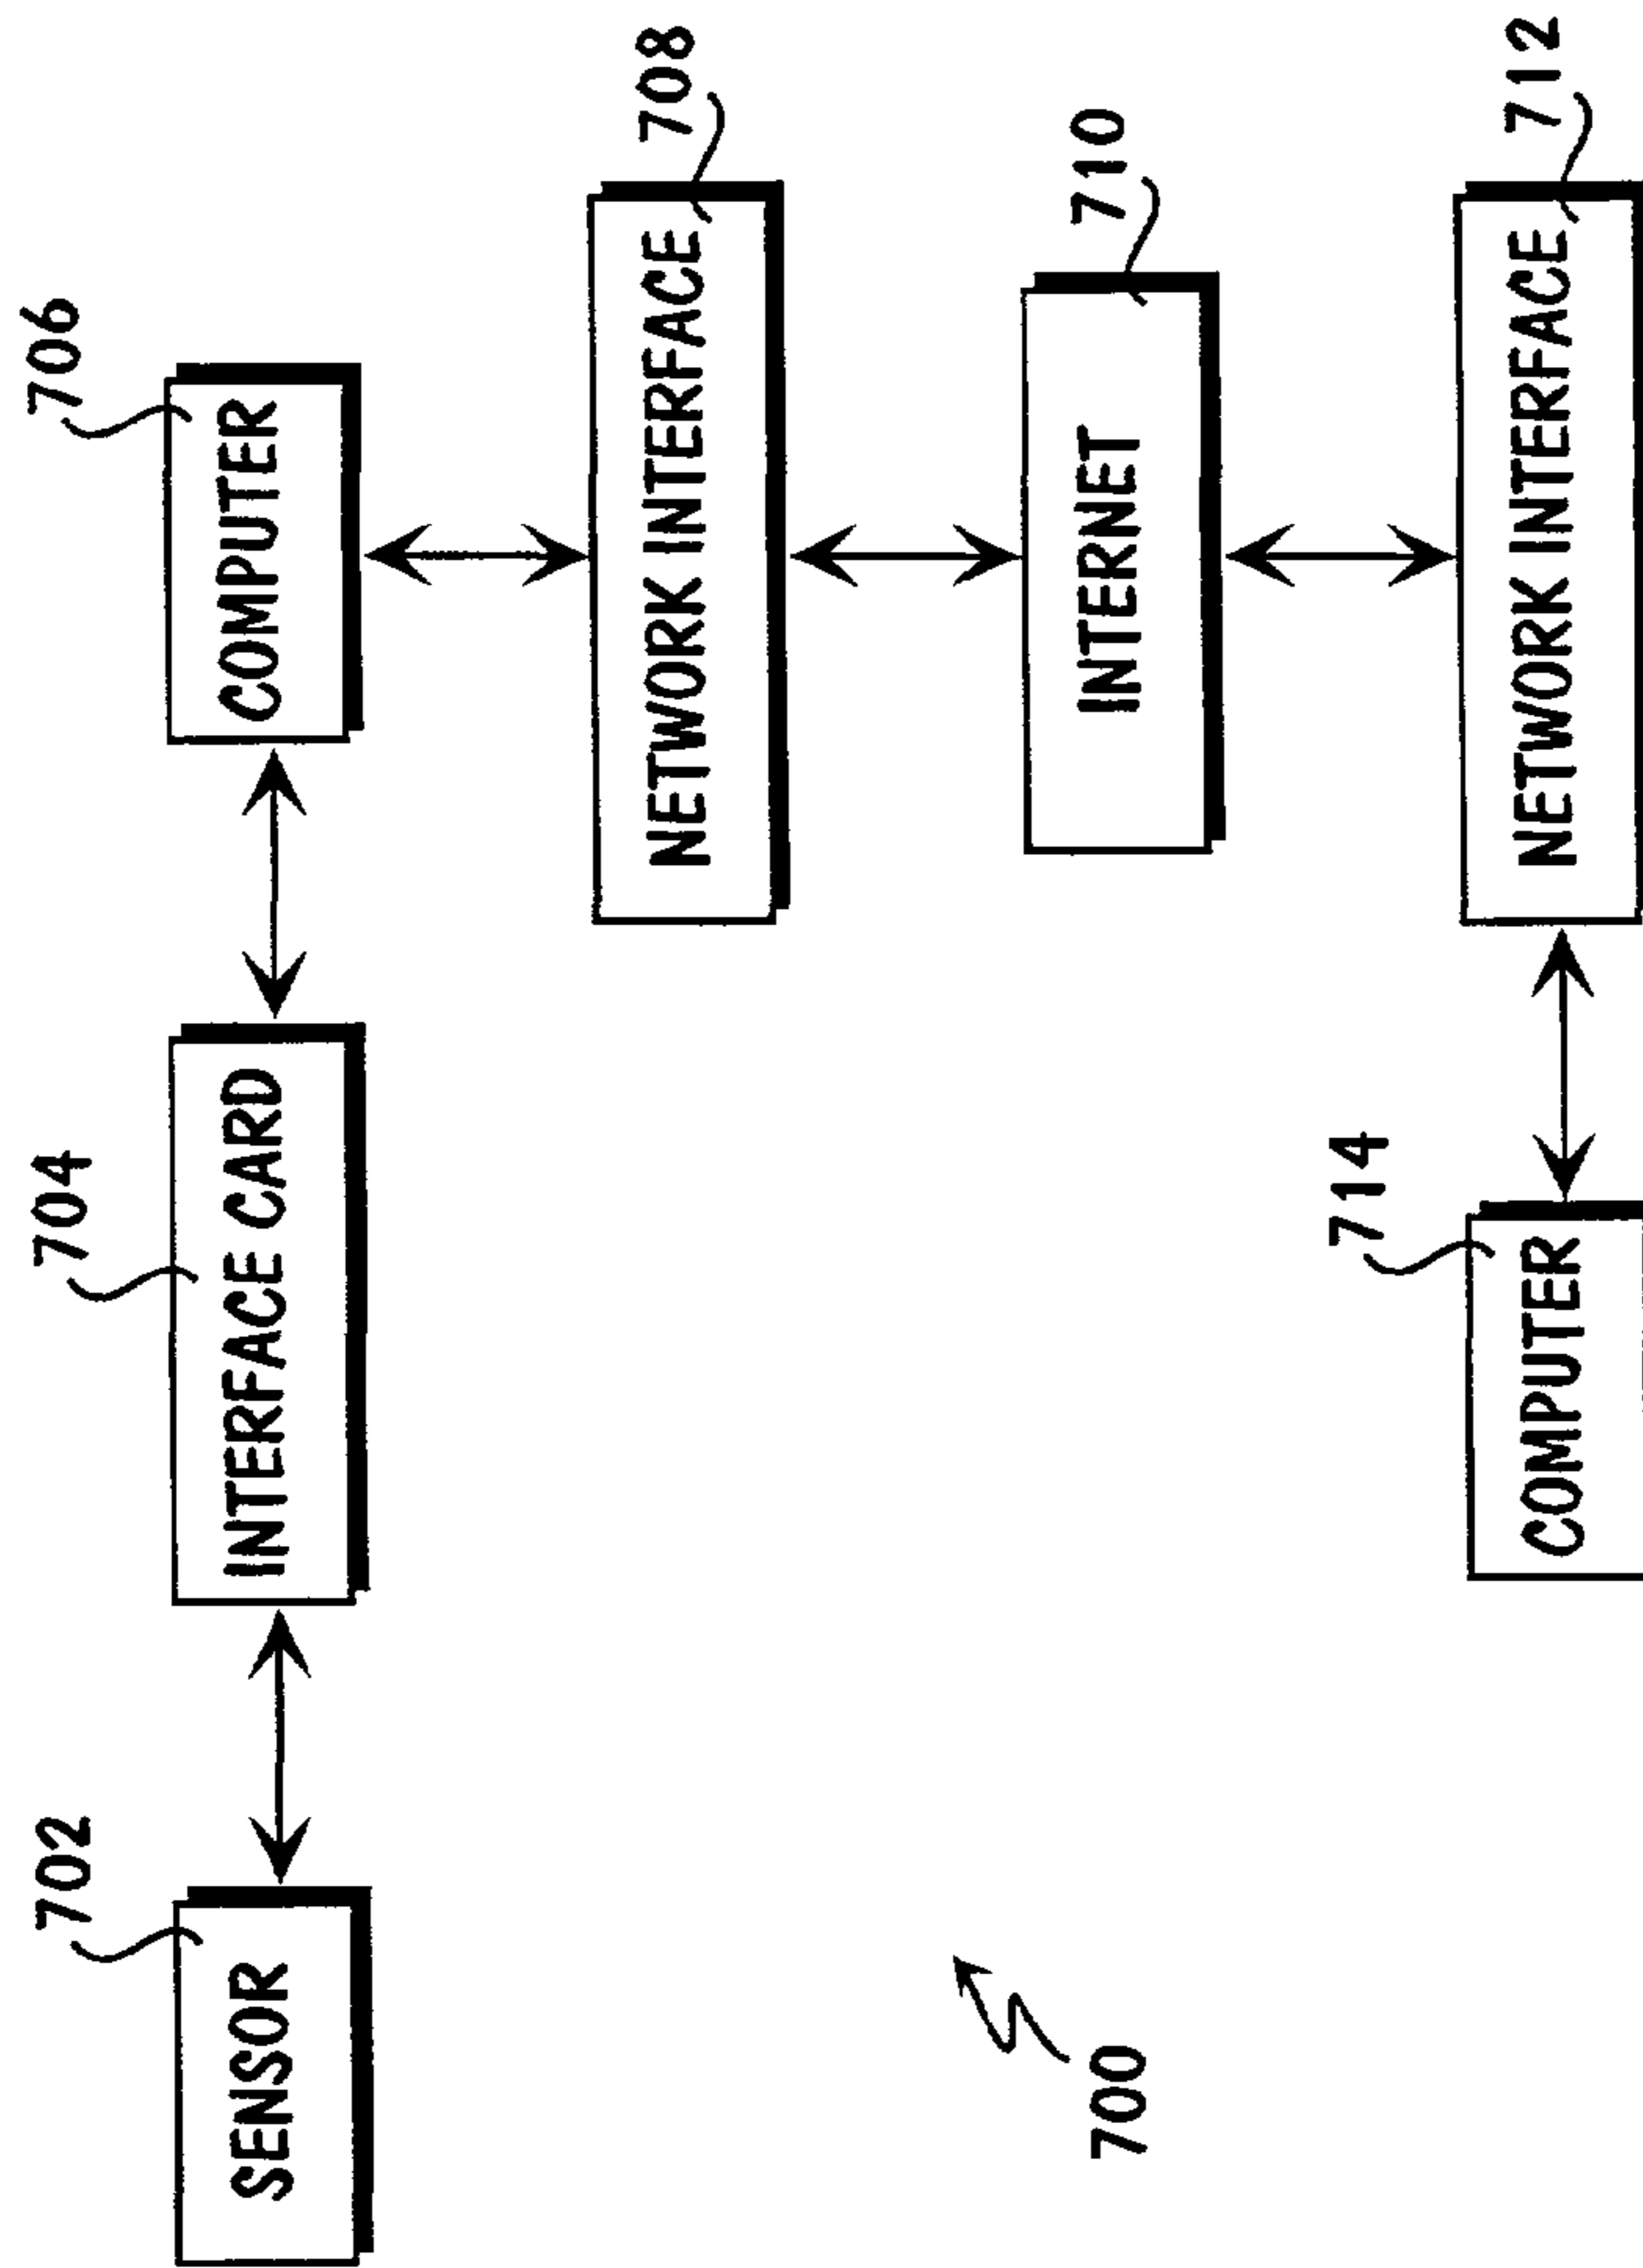 702
SENSOR
704
INTERFACE CARD
706
COMPUTER
708
NETWORK INTERFACE
710
INTERNET
712
NETWORK INTERFACE
714
COMPUTER
700